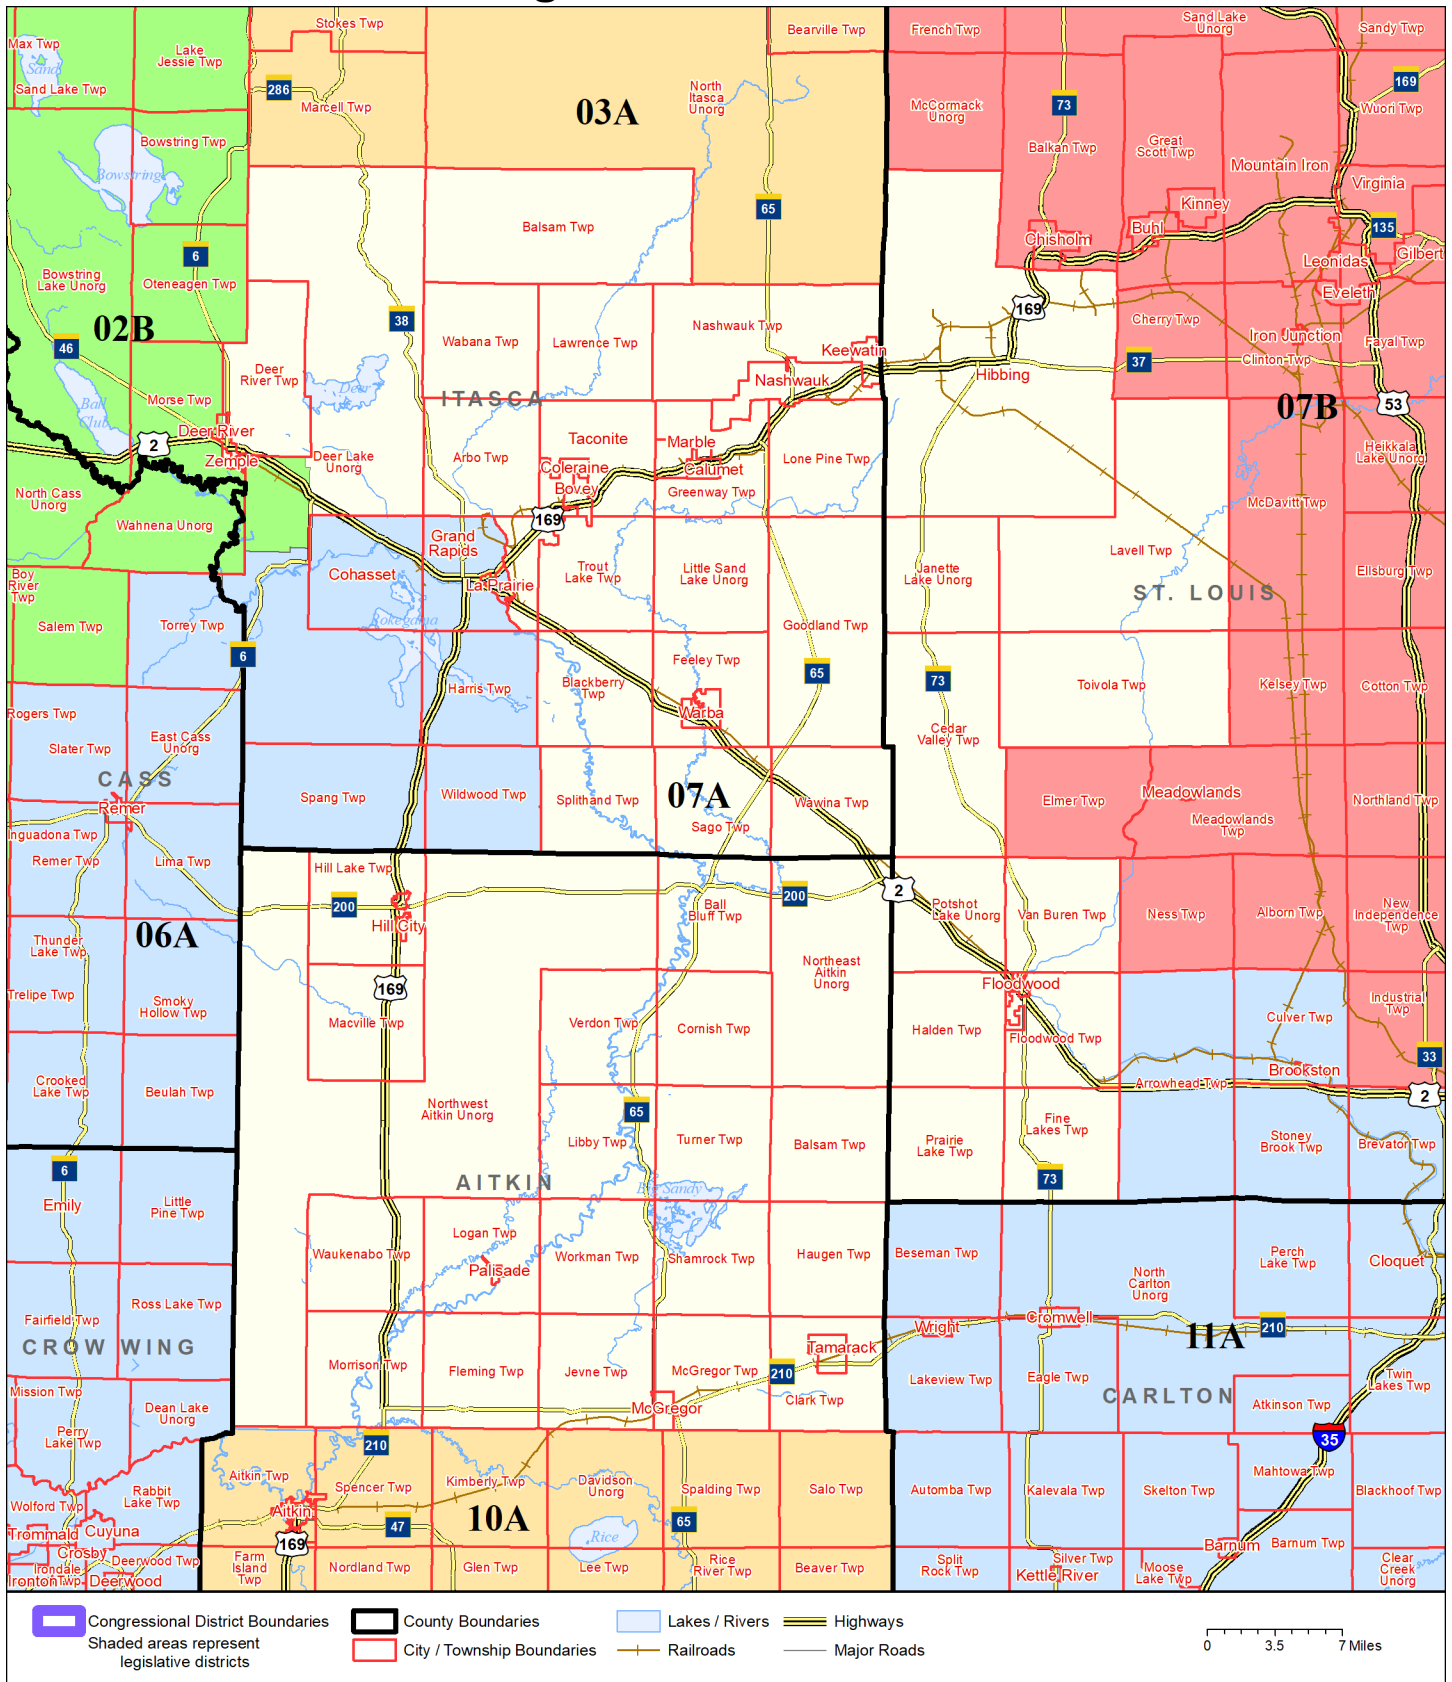 Stokes Twp
Bearville Twp
French Twp
Sand Lake
Unorg
Sandy Twp
Max Twp
Sand
Sand Lake Twp
Lake
Jessie Twp
286
Marcell Twp
03A
North
Itasca
Unorg
McCormack
Unorg
73
169
Wuori Twp
Bowstring Twp
Bowstring
Balkan Twp
Great
Scott Twp
Mountain Iron
Virginia
65
Balsam Twp
Kinney
Buhl
Chisholm
135
Gilbert
Leonidas
6
Bowstring
Lake Unorg
Oteneagen Twp
Eveleth
02B
46
38
Nashwauk Twp
169
Cherry Twp
Iron Junction
Fayal Twp
Wabana Twp
Lawrence Twp
Keewatin
37
Clinton Twp
Deer
River Twp
Deer
Nashwauk
Hibbing
Morse Twp
Ball
Club
ITASCA
07B
53
Deer River
2
Zemple
Deer Lake
Unorg
Arbo Twp
Taconite
Coleraine
Bovey
Marble
Calumet
Lone Pine Twp
Heikkala
Lake Unorg
North Cass
Unorg
Wahnena Unorg
Greenway Twp
McDavitt Twp
169
Grand
Rapids
Cohasset
La Prairie
Trout
Lake Twp
Little Sand
Lake Unorg
Janette
Lake Unorg
Lavell Twp
Ellsburg Twp
ST. LOUIS
Boy
River
Twp
Salem Twp
Torrey Twp
Pokegama
Goodland Twp
6
Harris Twp
Blackberry
Twp
Feeley Twp
65
73
Toivola Twp
Kelsey Twp
Cotton Twp
Rogers Twp
Warba
Slater Twp
East Cass
Unorg
Cedar
Valley Twp
CASS
Remer
Spang Twp
Wildwood Twp
Splithand Twp
07A
Wawina Twp
Elmer Twp
Meadowlands
Meadowlands
Twp
Northland Twp
Inguadona Twp
Sago Twp
Remer Twp
Lima Twp
Hill Lake Twp
200
Hill City
200
2
Ball
Bluff Twp
Potshot
Lake Unorg
Van Buren Twp
Ness Twp
Alborn Twp
New
Independence
Twp
06A
Thunder
Lake Twp
Northeast
Aitkin
Unorg
Floodwood
169
Trelipe Twp
Smoky
Hollow Twp
Macville Twp
Verdon Twp
Cornish Twp
Halden Twp
Floodwood Twp
Culver Twp
Industrial
Twp
33
Crooked
Lake Twp
Beulah Twp
Brookston
Arrowhead Twp
2
Northwest
Aitkin Unorg
65
Libby Twp
Turner Twp
Balsam Twp
Prairie
Lake Twp
Fine
Lakes Twp
Stoney
Brook Twp
Brevator Twp
6
73
AITKIN
Big Sandy
Emily
Little
Pine Twp
Waukenabo Twp
Logan Twp
Palisade
Workman Twp
Shamrock Twp
Haugen Twp
Beseman Twp
North
Carlton
Unorg
Perch
Lake Twp
Cloquet
Ross Lake Twp
Fairfield Twp
Wright
Cromwell
11A
210
CROW WING
Morrison Twp
Fleming Twp
Jevne Twp
McGregor Twp
210
Tamarack
Clark Twp
Lakeview Twp
Eagle Twp
CARLTON
Twin
Lakes Twp
Mission Twp
McGregor
Atkinson Twp
Dean Lake
Unorg
Perry
Lake Twp
210
35
Aitkin Twp
Spencer Twp
Kimberly Twp
Davidson
Unorg
Spalding Twp
Salo Twp
Automba Twp
Kalevala Twp
Skelton Twp
Mahtowa Twp
Blackhoof Twp
Wolford Twp
Rabbit
Lake Twp
Aitkin
47
10A
65
Rice
Trommald
Cuyuna
Crosby
169
Barnum
Barnum Twp
Irondale
Twp
Ironton
Deerwood Twp
Deerwood
Farm
Island
Twp
Nordland Twp
Glen Twp
Lee Twp
Rice
River Twp
Beaver Twp
Split
Rock Twp
Silver Twp
Kettle River
Moose
Lake Twp
Clear
Creek
Unorg
Congressional District Boundaries
Shaded areas represent
legislative districts
County Boundaries
City / Township Boundaries
Lakes / Rivers
Railroads
Highways
Major Roads
0 3.5 7 Miles